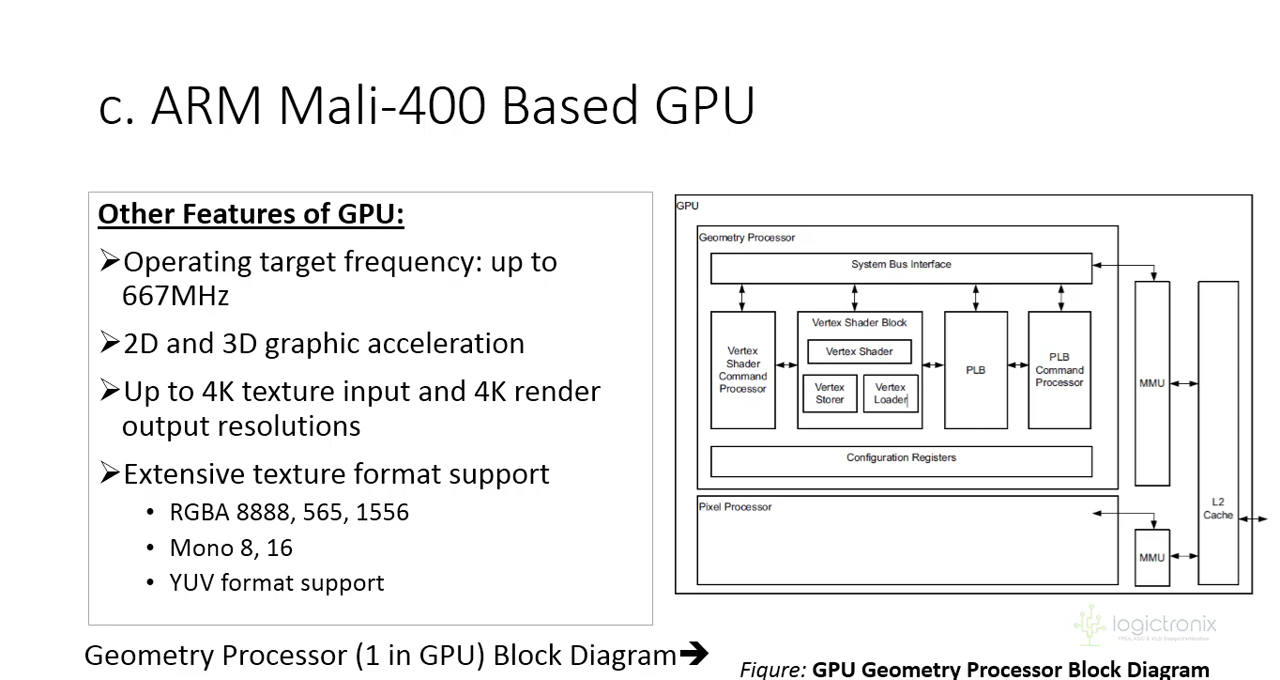 c. ARM Mali-400 Based GPU
Other Features of GPU:
➢Operating target frequency: up to
667MHz
➢2D and 3D graphic acceleration
➢Up to 4K texture input and 4K render
output resolutions
➢Extensive texture format support
• RGBA 8888, 565, 1556
• Mono 8, 16
• YUV format support
Geometry Processor (1 in GPU) Block Diagram➔
GPU
Geometry Processor
System Bus Interface
Vertex
Shader
Command
Processor
Vertex Shader Block
Vertex Shader
Vertex
Storer
Vertex
Loader
PLB
PLB
Command
Processor
Configuration Registers
MMU
Pixel Processor
MMU
L2
Cache
logictronix
Figure: GPU Geometry Processor Block Diagram